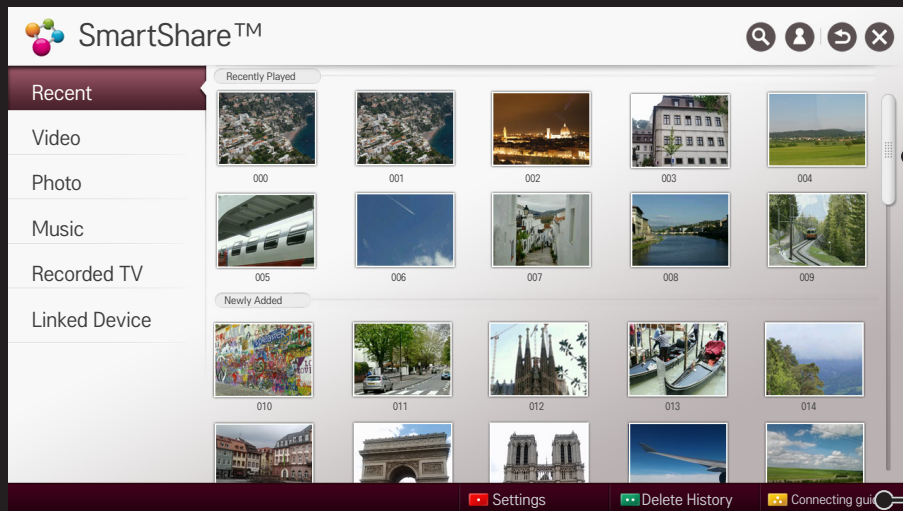 SmartShare™
Recent
Video
Photo
Music
Recorded TV
Linked Device
Recently Played
000
001
002
003
004
005
006
007
008
009
Newly Added
010
011
012
013
014
Settings
Delete History
Connecting